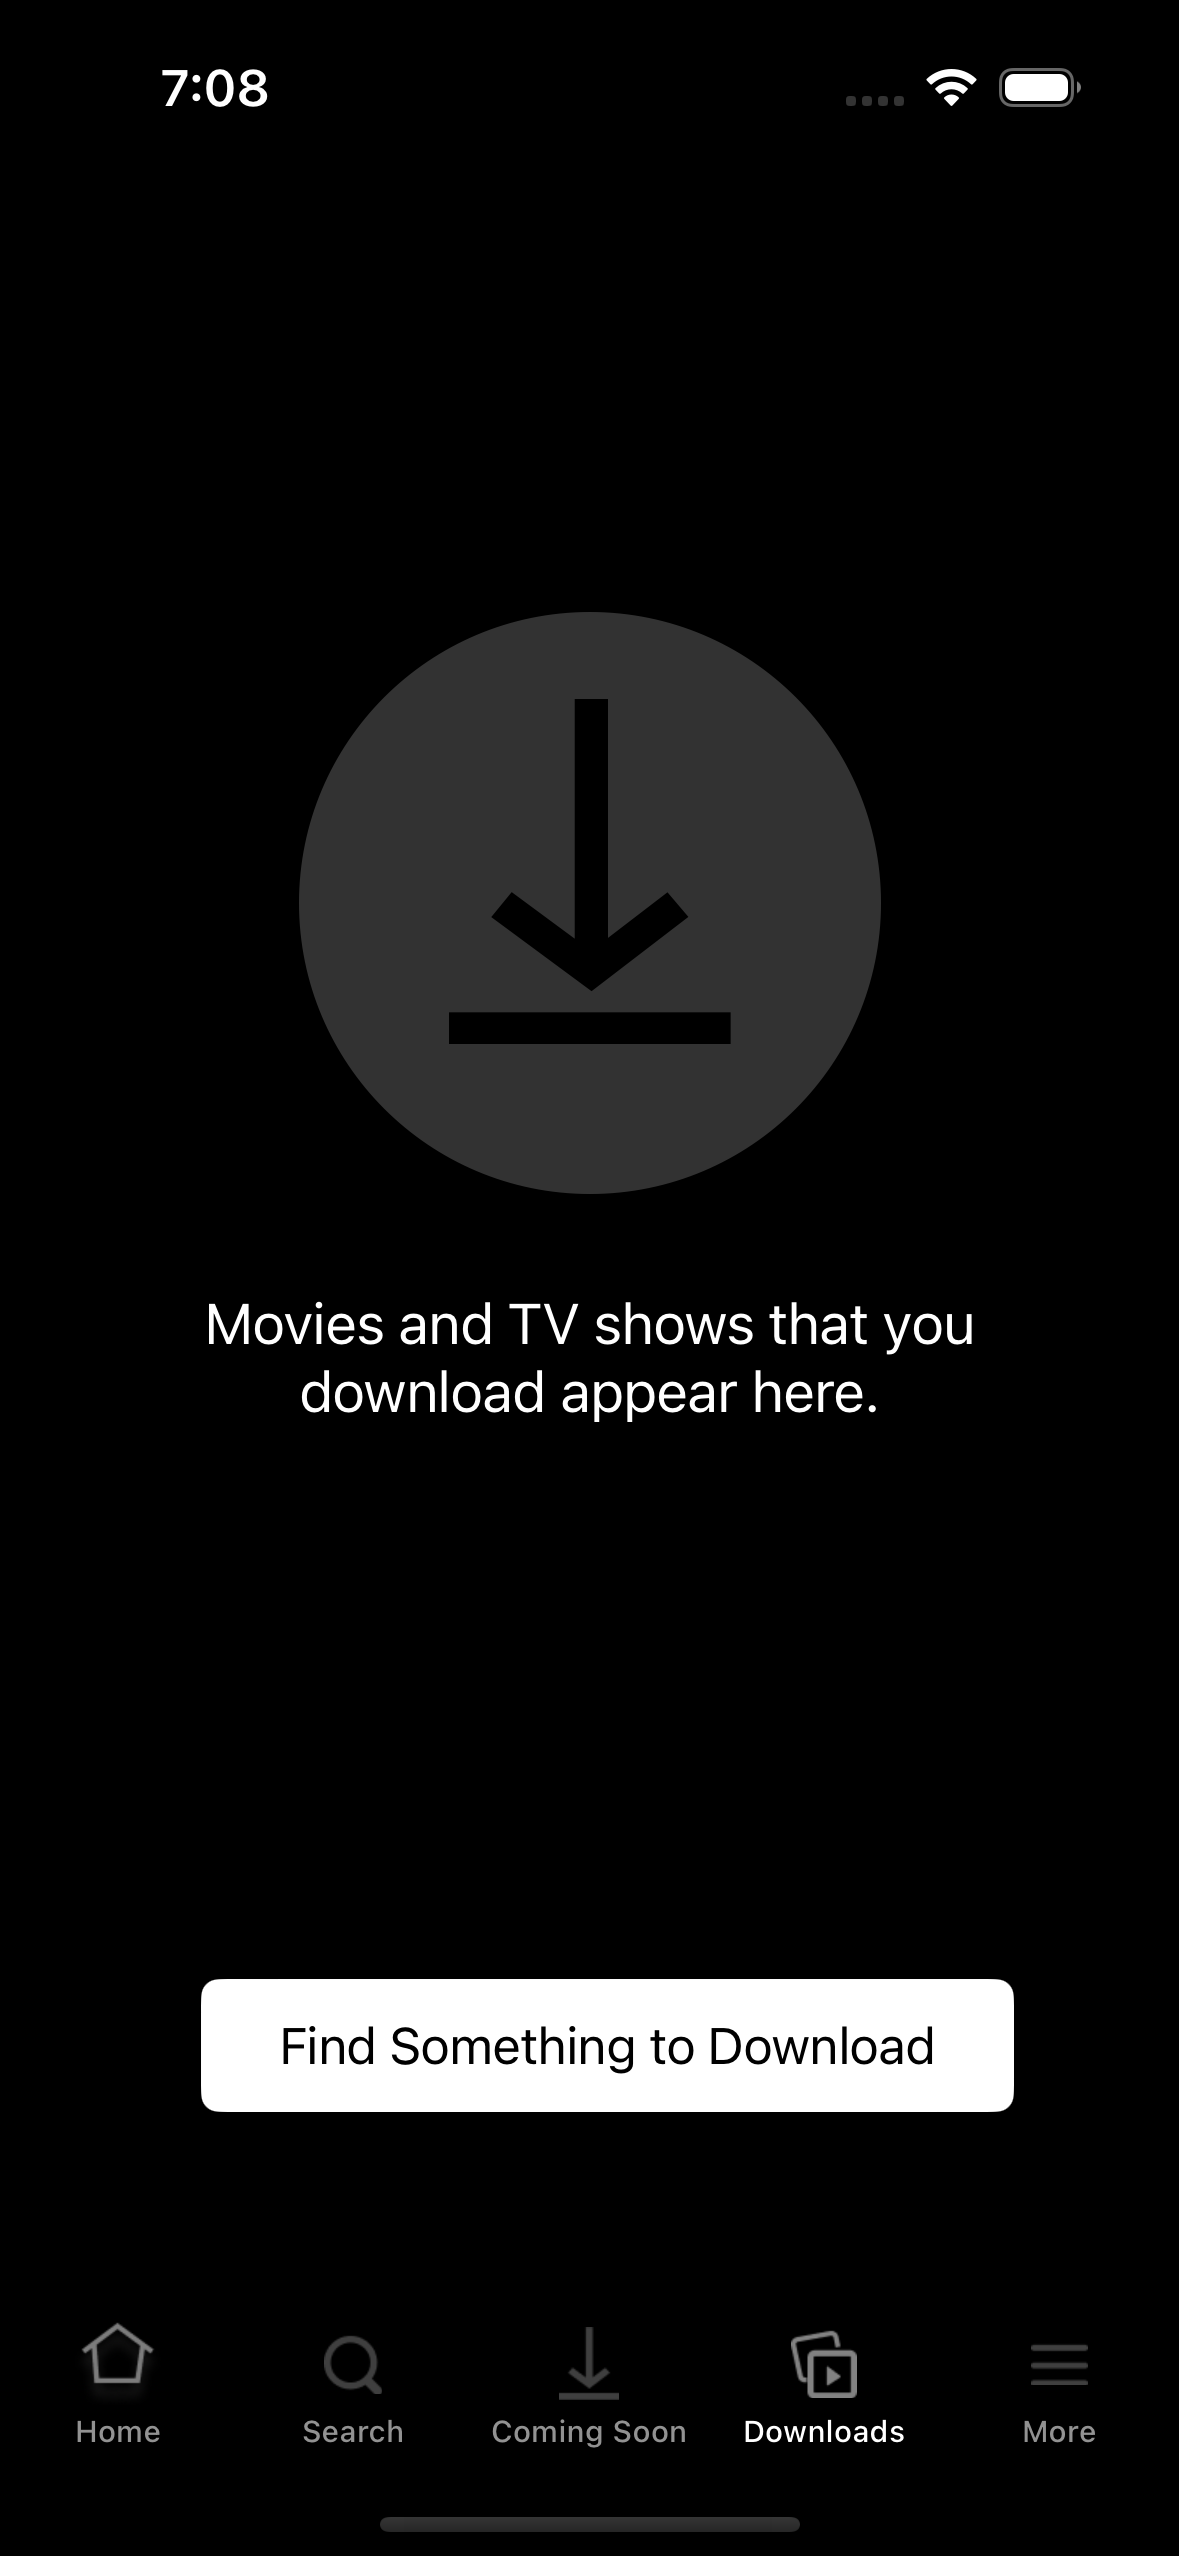 7:08
Movies and TV shows that you
download appear here.
Find Something to Download
Home
Search
Coming Soon
Downloads
More